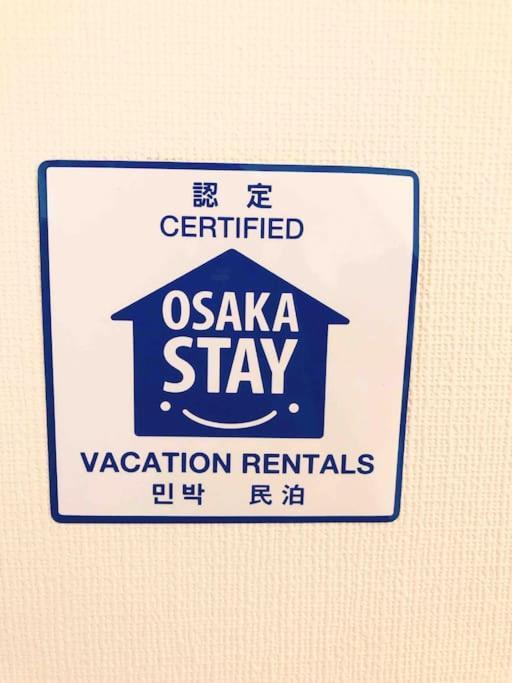 認定
CERTIFIED
OSAKA
STAY
VACATION RENTALS
민박 民泊